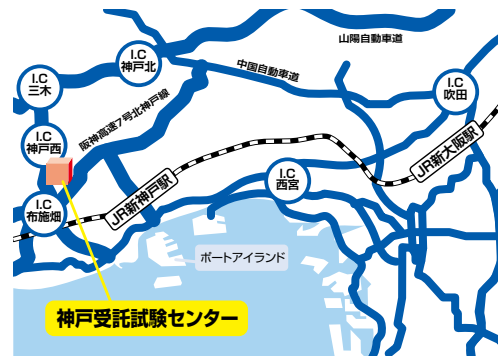 山陽自動車道
I.C
神戸北
中国自動車道
I.C
三木
I.C
吹田
阪神高速7号北神戸線
I.C
神戸西
JR新大阪駅
I.C
西宮
JR新神戸駅
I.C
布施畑
ポートアイランド
神戸受託試験センター